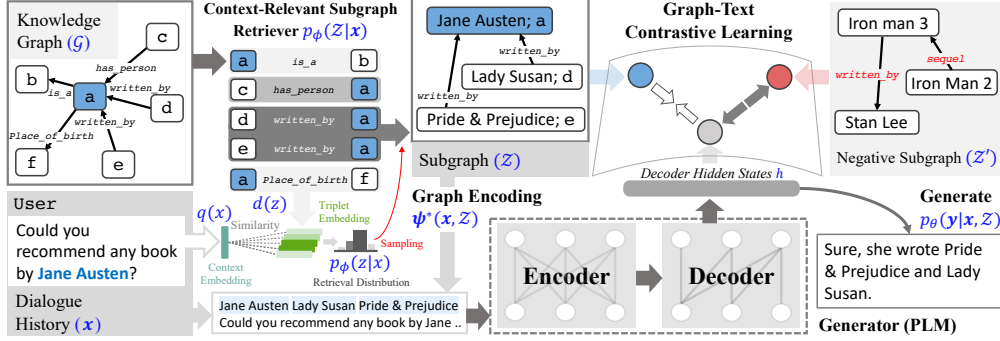 Knowledge
Graph (𝒢)
c
b
a
d
f
e
has_person
is_a
written_by
Place_of_birth
written_by
User
Could you
recommend any book
by Jane Austen?
Dialogue
History (x)
Context-Relevant Subgraph
Retriever pϕ(Z|x)
a is_a b
c has_person a
d written_by a
e written_by a
a Place_of_birth f
d(z)
q(x)
Similarity
Triplet
Embedding
Context
Embedding
pϕ(z|x)
Sampling
Retrieval Distribution
Jane Austen Lady Susan Pride & Prejudice
Could you recommend any book by Jane ..
Jane Austen; a
written_by
Lady Susan; d
written_by
Pride & Prejudice; e
Subgraph (Z)
Graph Encoding
ψ*(x, Z)
Encoder
Decoder
Graph-Text
Contrastive Learning
Decoder Hidden States h
Iron man 3
sequel
written_by
Iron Man 2
Stan Lee
Negative Subgraph (Z′)
Generate
pθ(y|x, Z)
Sure, she wrote Pride
& Prejudice and Lady
Susan.
Generator (PLM)